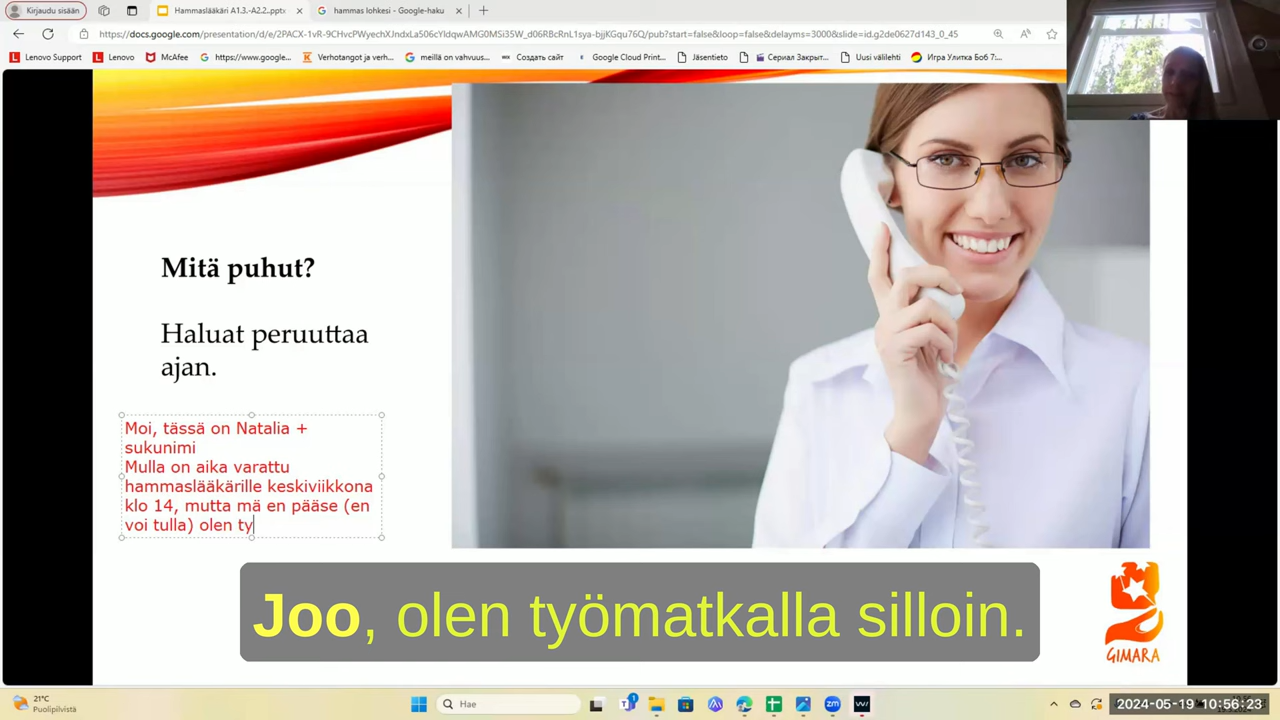 Kirjaudu sisään
Hammaslääkäri A1.3.-A2.2..pptx
hammas lohkesi - Google-haku
https://docs.google.com/presentation/d/e/2PACX-1vR-9CHvcPWyechXJndxLa506cYldqwAMG0MSi35W_d06RBcRnL1sya-bjjKGqu76Q/pub?start=false&loop=false&delayms=3000&slide=id.g2de0627d143_0_45
Lenovo Support
Lenovo
McAfee
https://www.google...
Verhotangot ja verh...
meillä on vahvuus...
Создать сайт
Google Cloud Print...
Jäsentieto
Сериал Закрыт...
Uusi välilehti
Игра Улитка Боб 7:...
Mitä puhut?
Haluat peruuttaa
ajan.
Moi, tässä on Natalia +
sukunimi
Mulla on aika varattu
hammaslääkärille keskiviikkona
klo 14, mutta mä en pääse (en
voi tulla) olen ty
Joo, olen työmatkalla silloin.
GIMARA
21°C
Puolipilvistä
Hae
2024-05-19 10:56:23